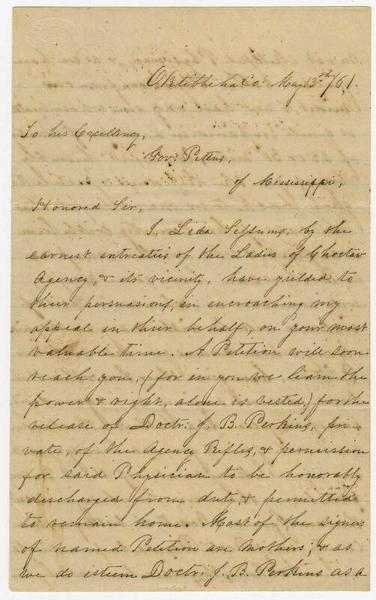 Oktibbeha Co. May 13th/61.
To his Excellency,
Gov. Pettus,
of Mississippi,
Honored Sir,
I, Lida Sessums, by the
earnest intreaties of the Ladies of Choctaw
Agency, & its vicinity, have yielded to
their persuasions, in encroaching my
appeal in their behalf, on your most
valuable time. A Petition will soon
reach you, (for in you we learn the
power & right, alone is vested,) for the
release of Doctr. J. B. Perkins, pri-
vate, of the Agency Rifles, & permission
for said Physician to be honorably
discharged from duty, & permitted
to remain home. Most of the signers
of named Petition are Mothers, & as
we do esteem Doctr. J. B. Perkins as a